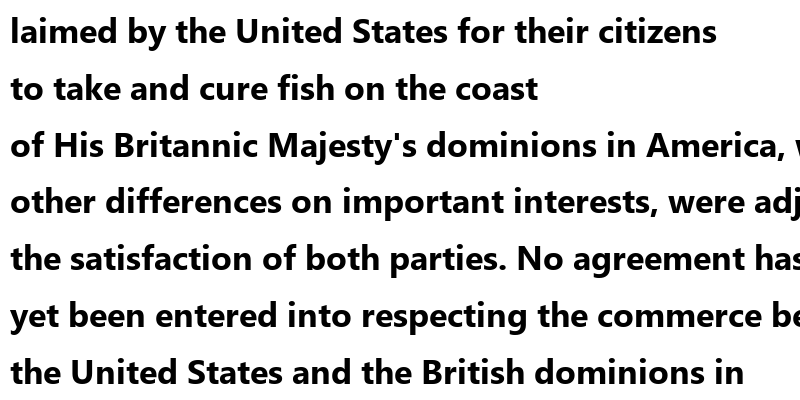 laimed by the United States for their citizens
to take and cure fish on the coast
of His Britannic Majesty's dominions in America,
other differences on important interests, were
the satisfaction of both parties. No agreement has
yet been entered into respecting the commerce
the United States and the British dominions in